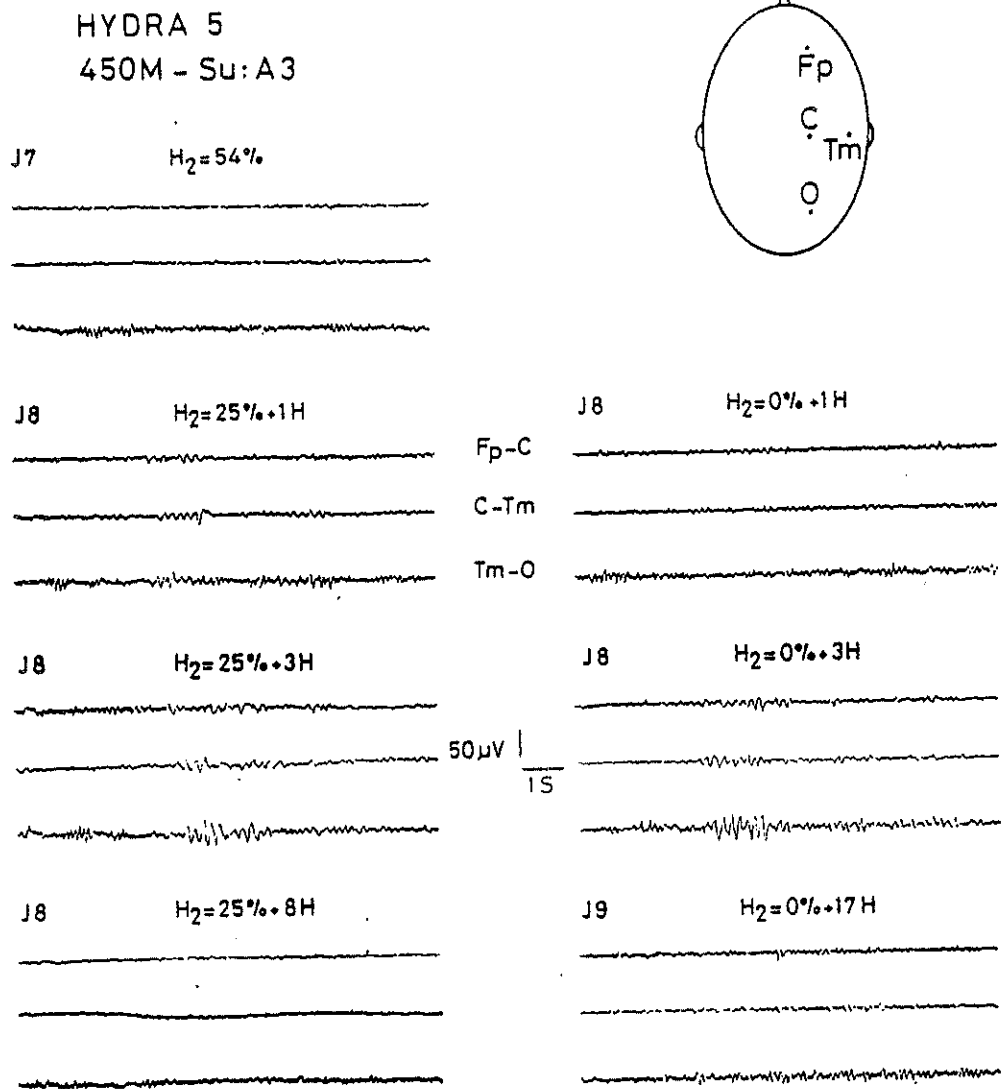 HYDRA 5
450M - Su: A3
Fp
C
Tm
O
J7 H₂=54%
J8 H₂=25%+1H
J8 H₂=0%+1H
Fp-C
C-Tm
Tm-O
J8 H₂=25%+3H
J8 H₂=0%+3H
50µV
1S
J8 H₂=25%+8H
J9 H₂=0%+17H